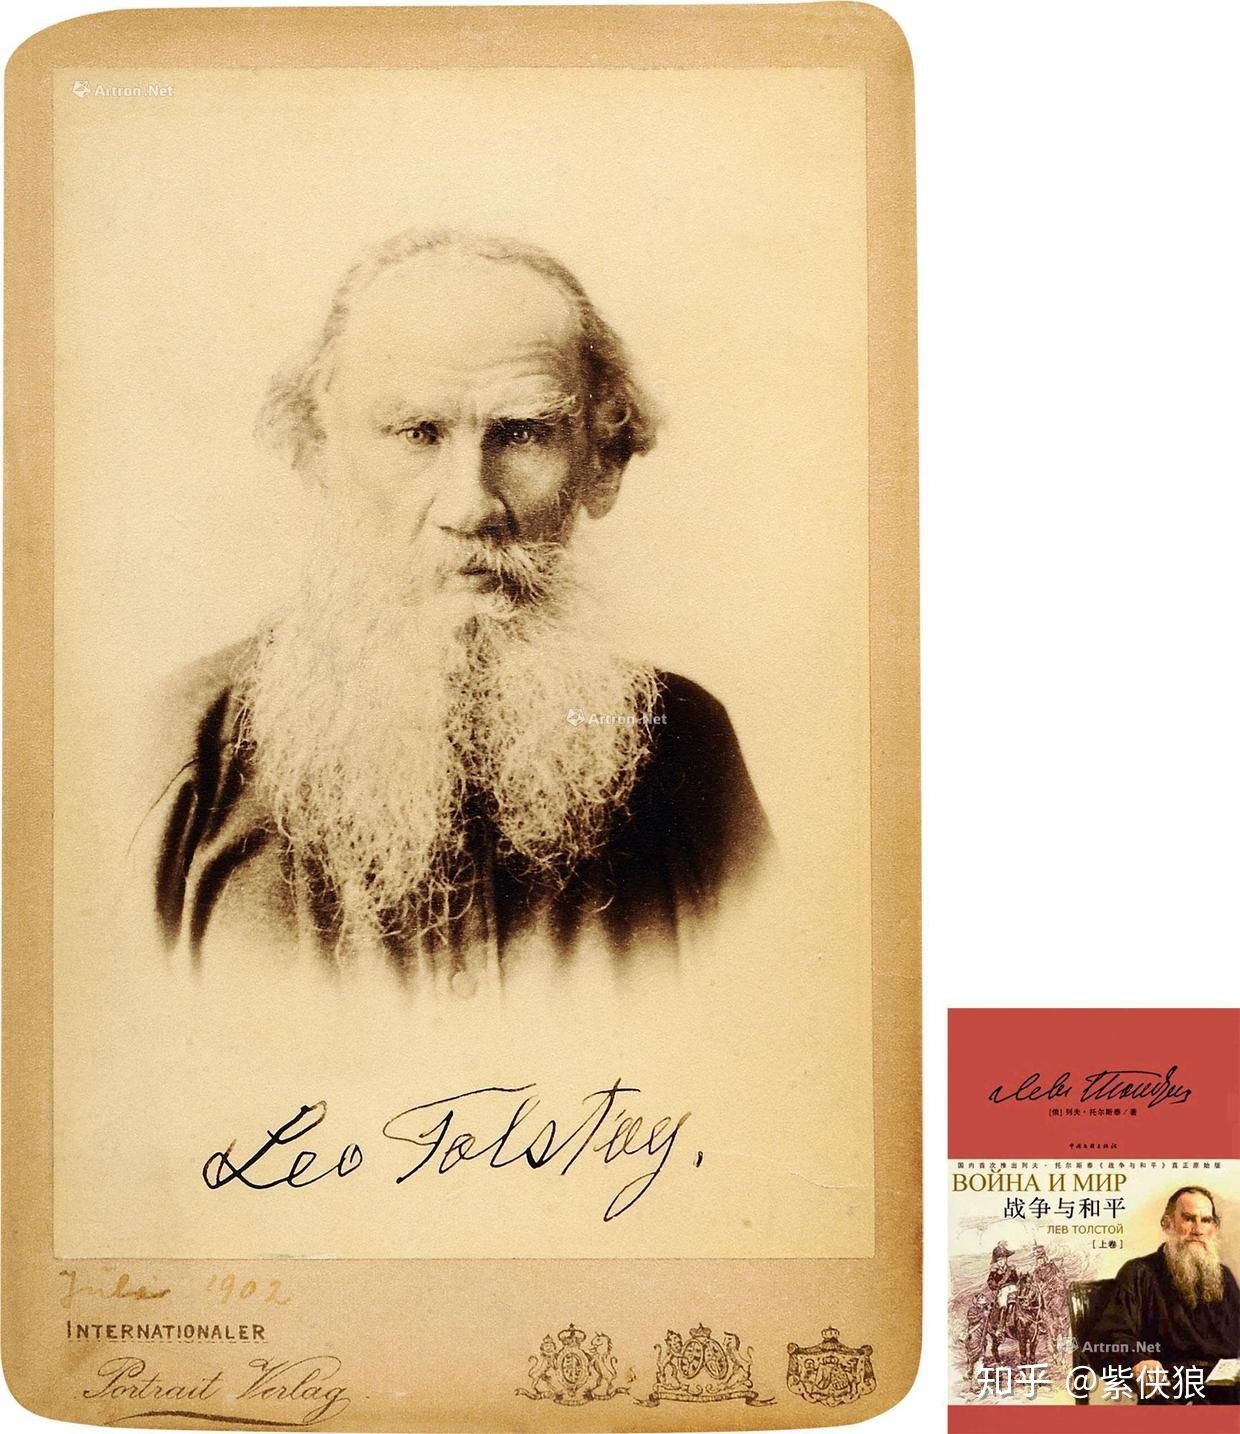 Artron.Net
Artron.Net
Leo Tolstoy.
Juli 1902
INTERNATIONALER
Portrait Verlag
Левъ Толстой
[俄] 列夫·托尔斯泰／著
中国文联出版社
国内首次推出列夫·托尔斯泰《战争与和平》真正原始版
ВОЙНА И МИР
战争与和平
ЛЕВ ТОЛСТОЙ
[上卷]
Artron.Net
知乎 @紫侠狼